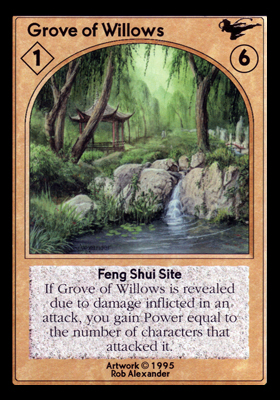 Grove of Willows
1
6
Feng Shui Site
If Grove of Willows is revealed
due to damage inflicted in an
attack, you gain Power equal to
the number of characters that
attacked it.
Artwork © 1995
Rob Alexander